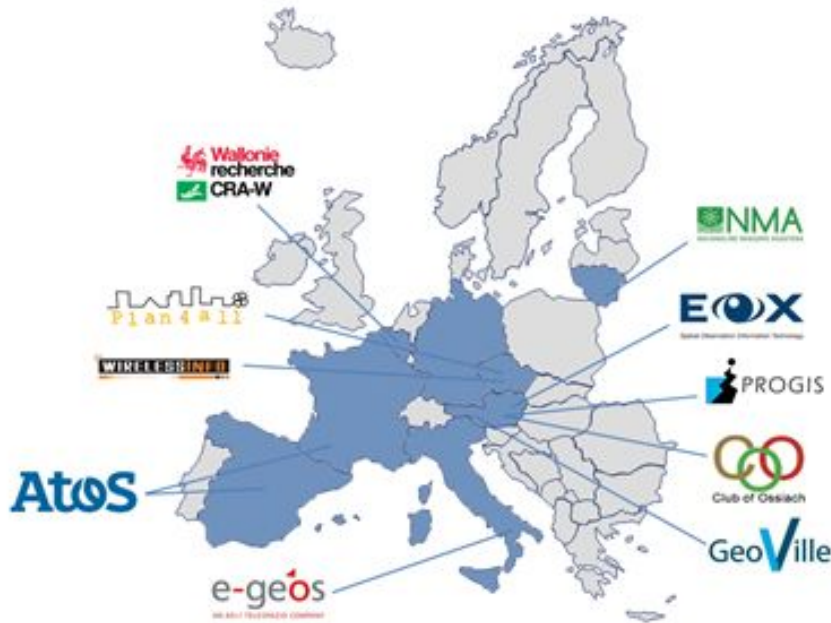 Wallonie
recherche
CRA-W
NMA
Plan4all
EOX
WIRELESSINFO
PROGIS
Atos
Club of Ossiach
GeoVille
e-geos